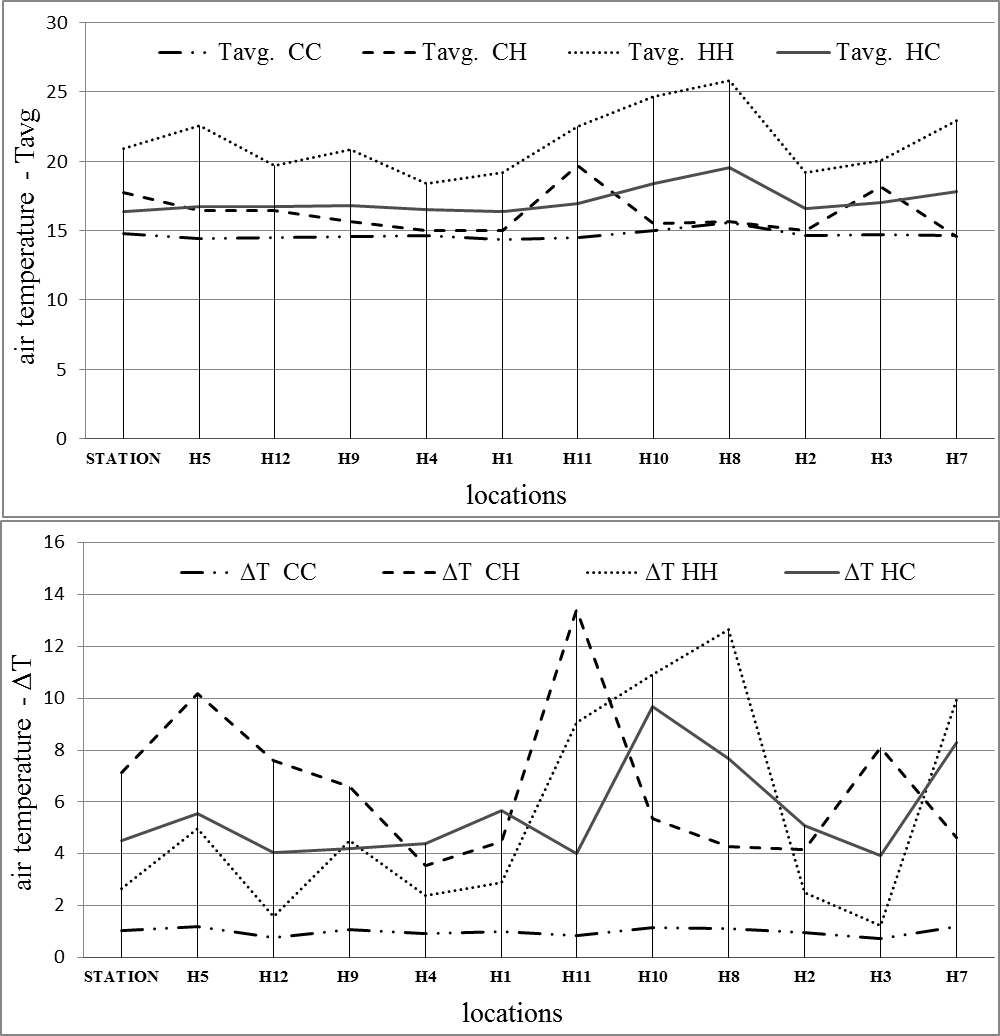 30
Tavg. CC Tavg. CH Tavg. HH Tavg. HC
25
20
15
10
5
0
air temperature - Tavg
STATION H5 H12 H9 H4 H1 H11 H10 H8 H2 H3 H7
locations
16
ΔT CC ΔT CH ΔT HH ΔT HC
14
12
10
8
6
4
2
0
air temperature - ΔT
STATION H5 H12 H9 H4 H1 H11 H10 H8 H2 H3 H7
locations